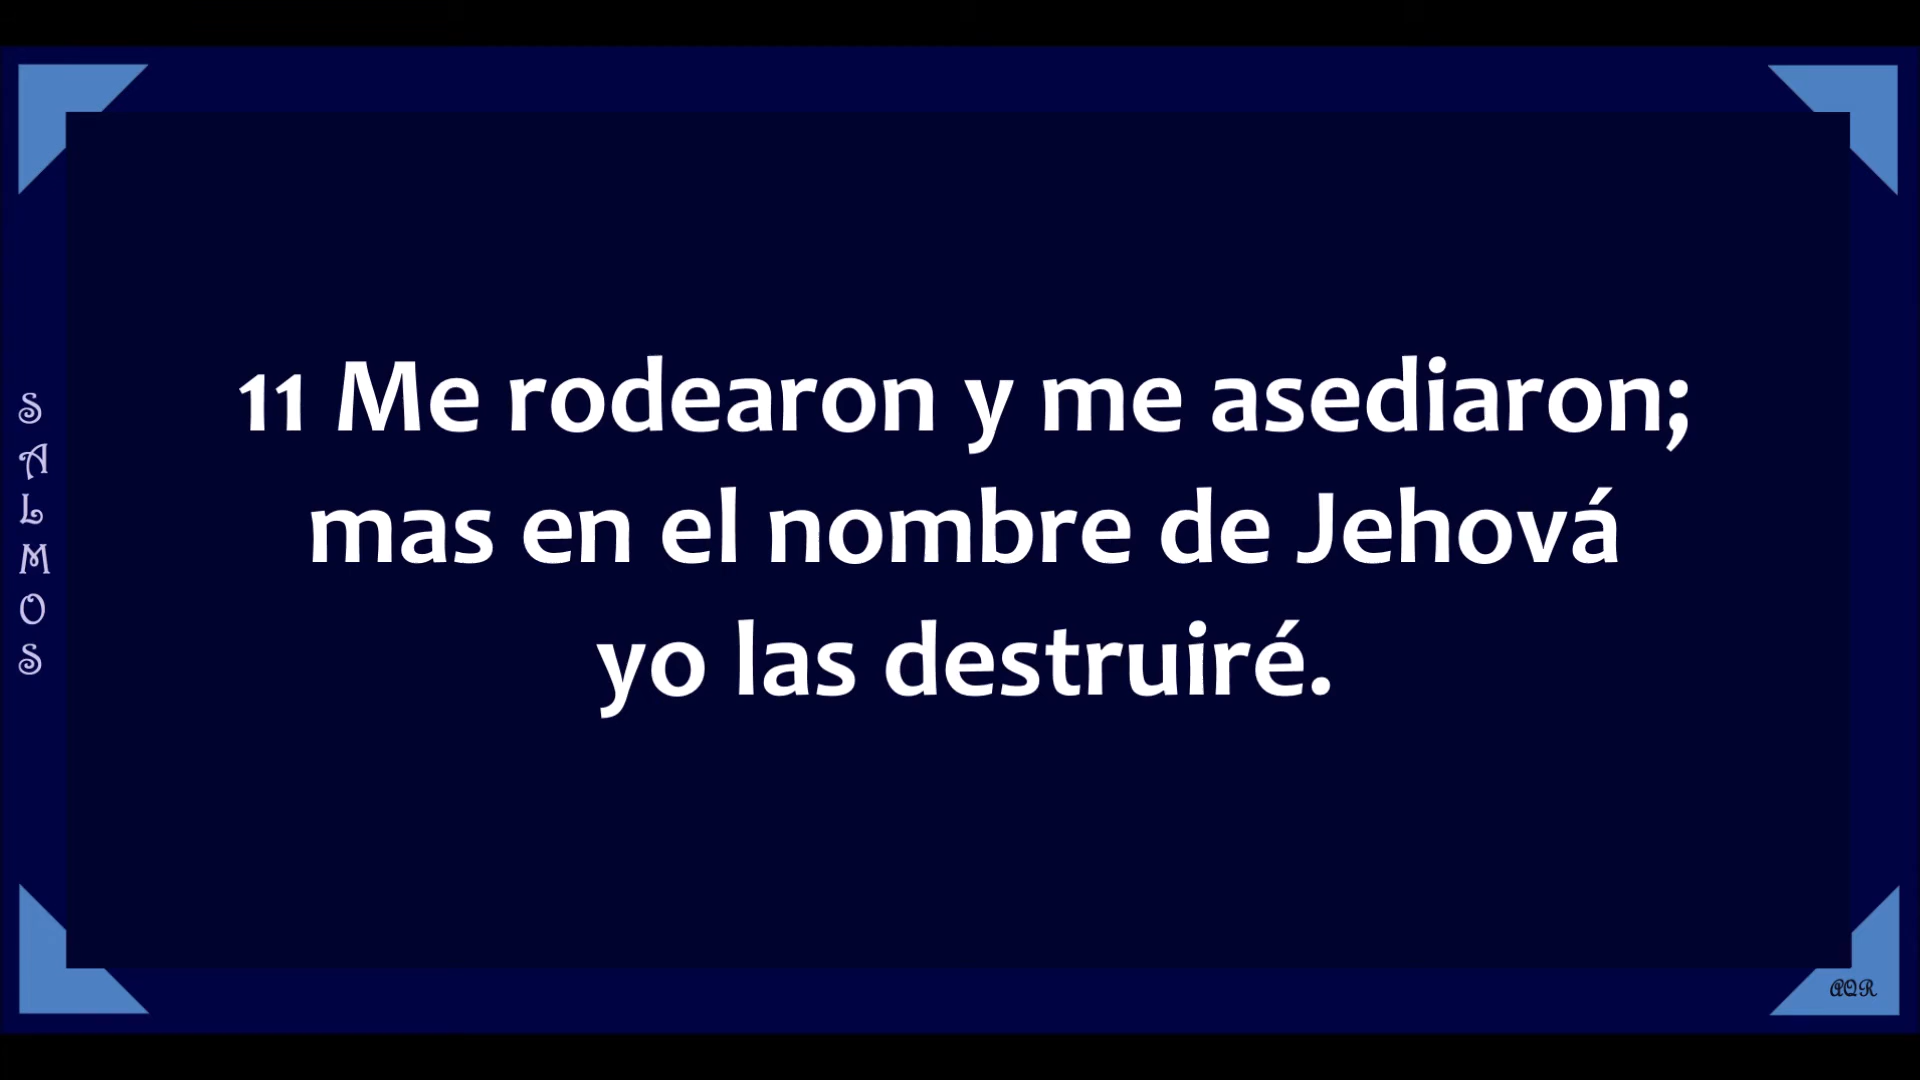 11 Me rodearon y me asediaron;
mas en el nombre de Jehová
yo las destruiré.
SALMOS
AQR